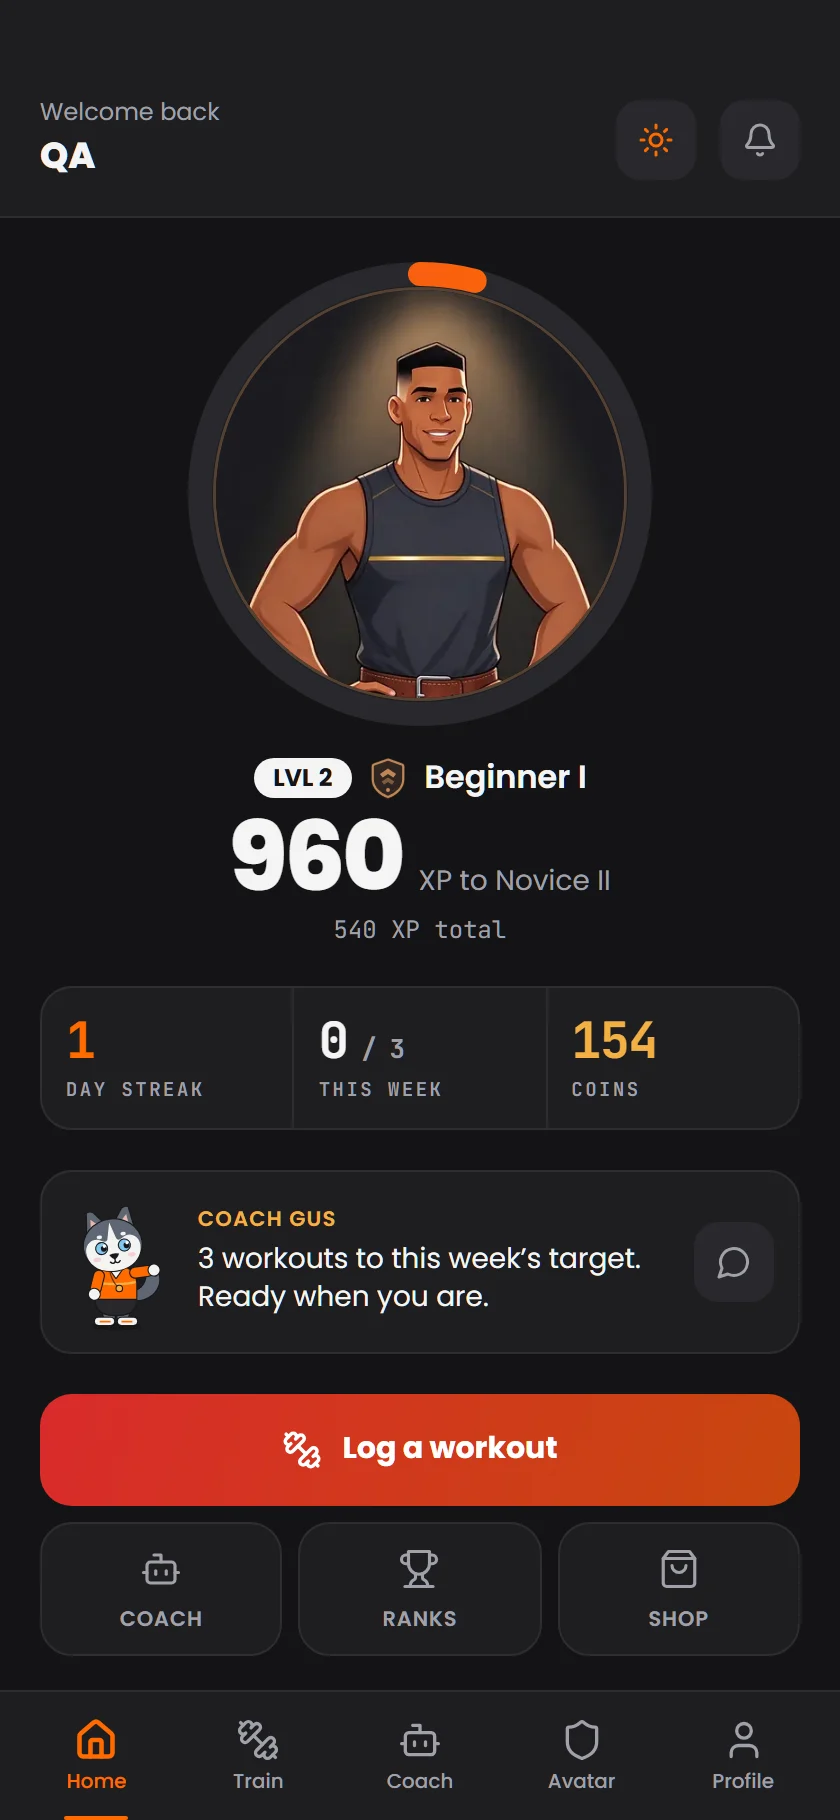 Welcome back
QA
LVL 2 Beginner I
960 XP to Novice II
540 XP total
1 0 / 3 154
DAY STREAK THIS WEEK COINS
COACH GUS
3 workouts to this week’s target.
Ready when you are.
Log a workout
COACH RANKS SHOP
Home Train Coach Avatar Profile